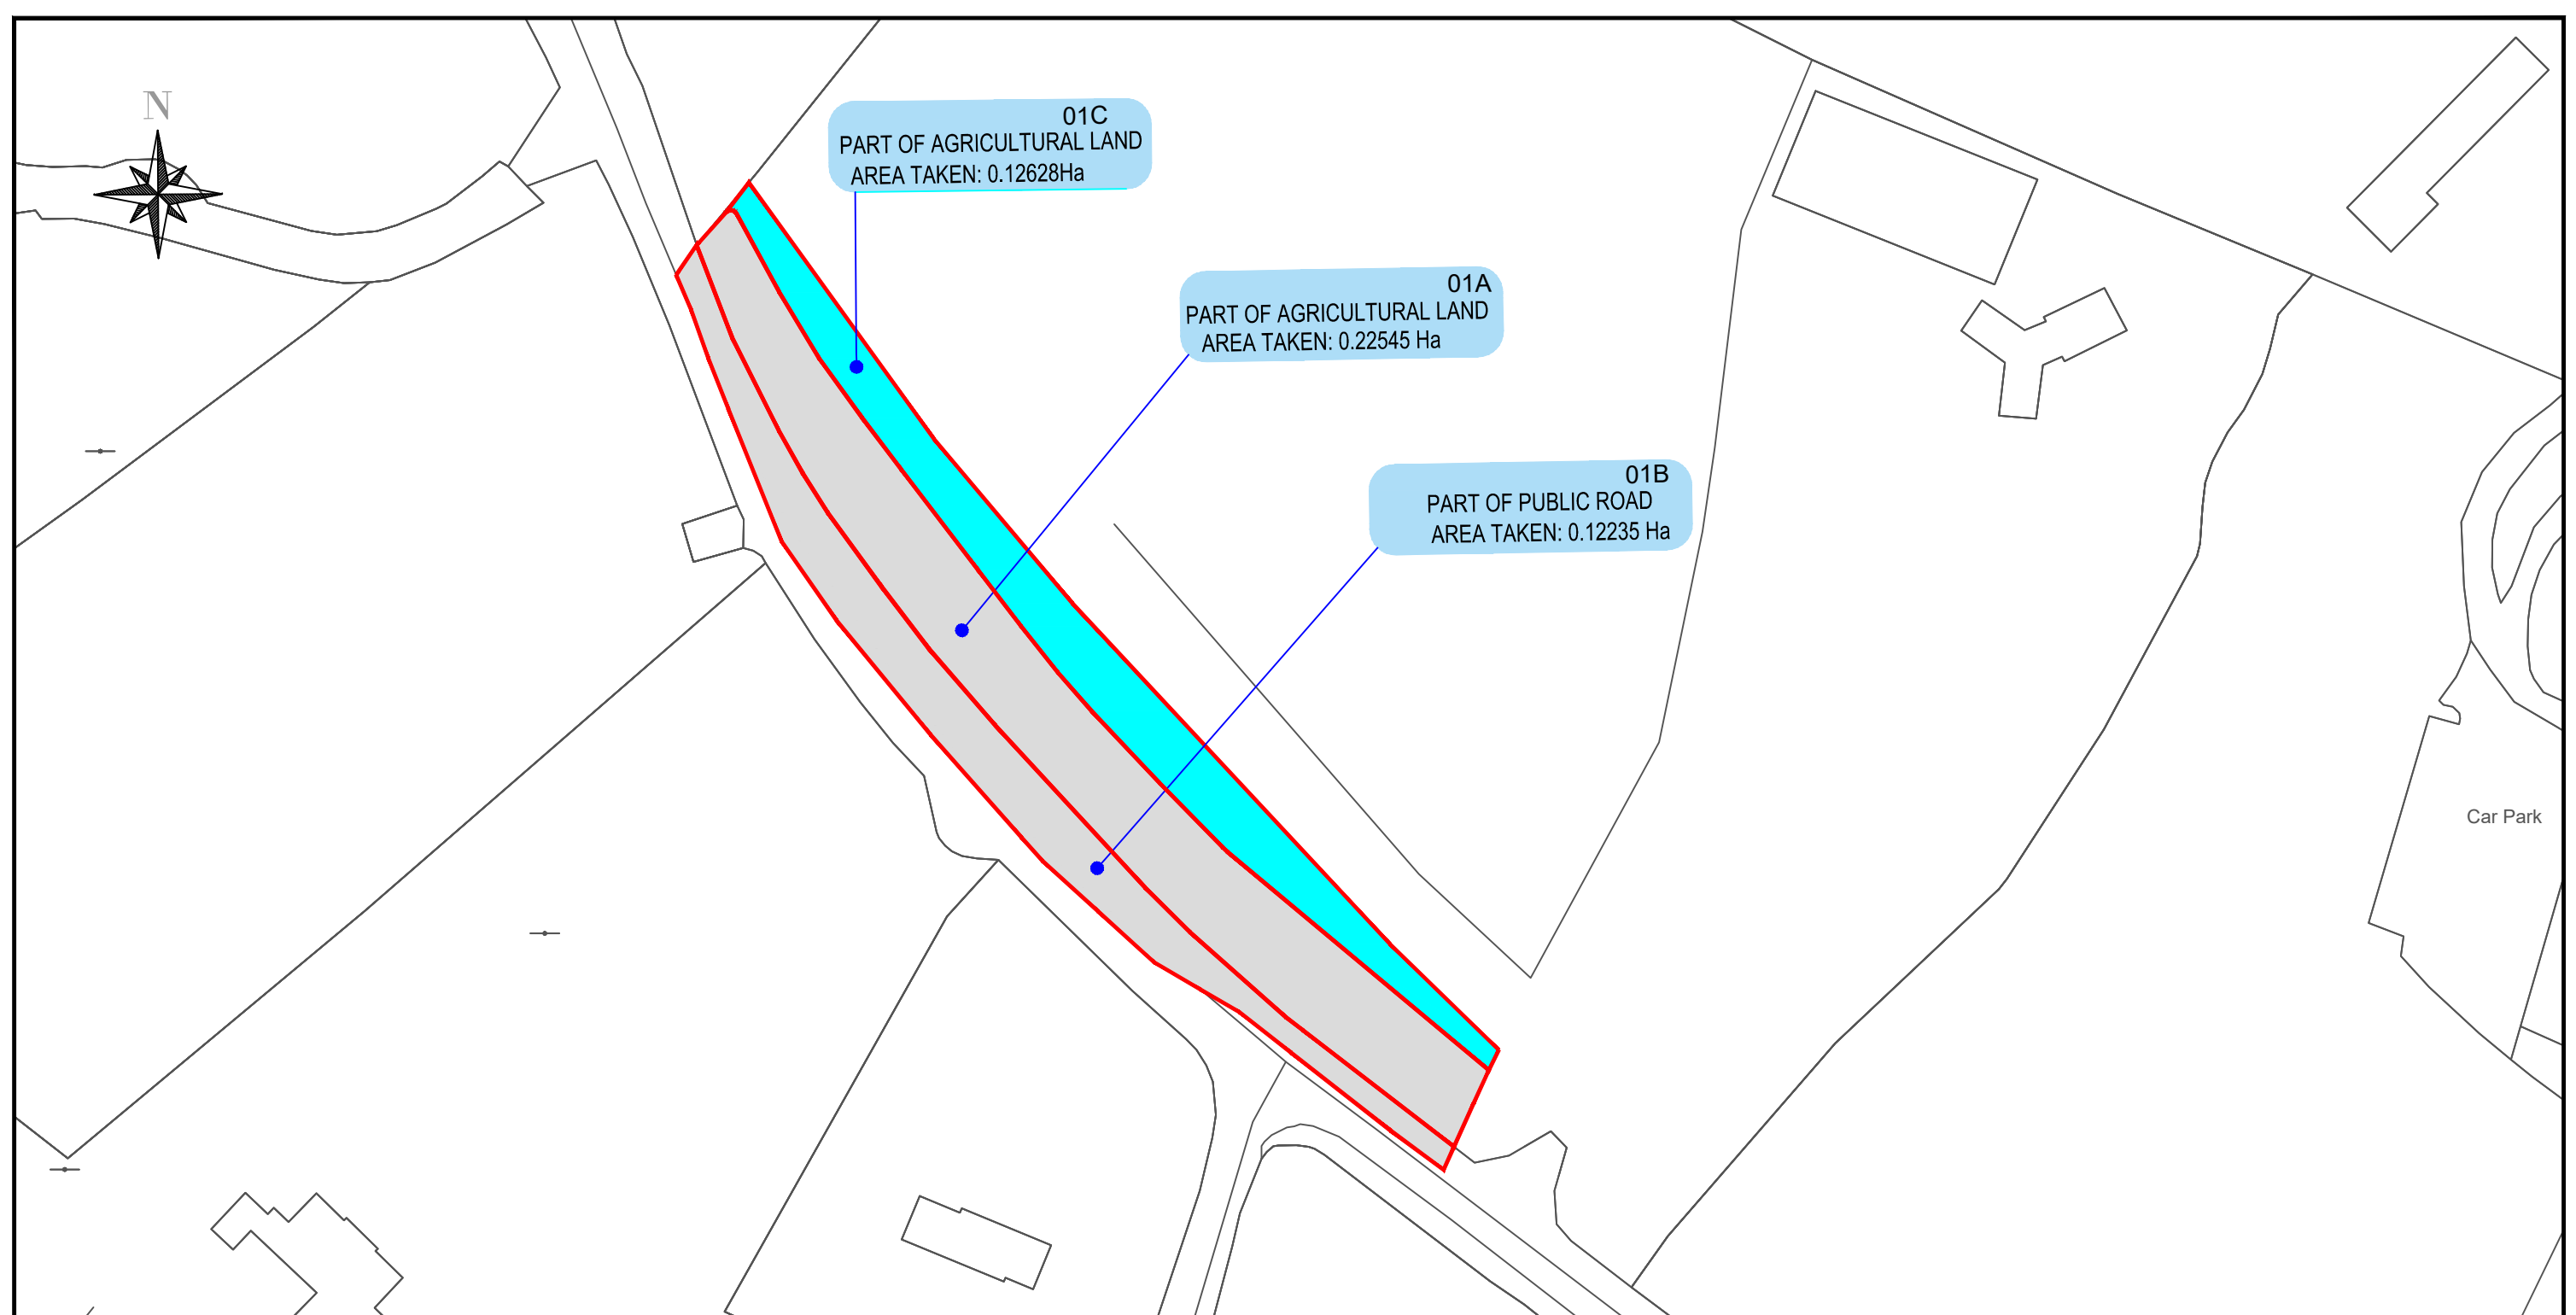 N
01C
PART OF AGRICULTURAL LAND
AREA TAKEN: 0.12628Ha
01A
PART OF AGRICULTURAL LAND
AREA TAKEN: 0.22545 Ha
01B
PART OF PUBLIC ROAD
AREA TAKEN: 0.12235 Ha
Car Park